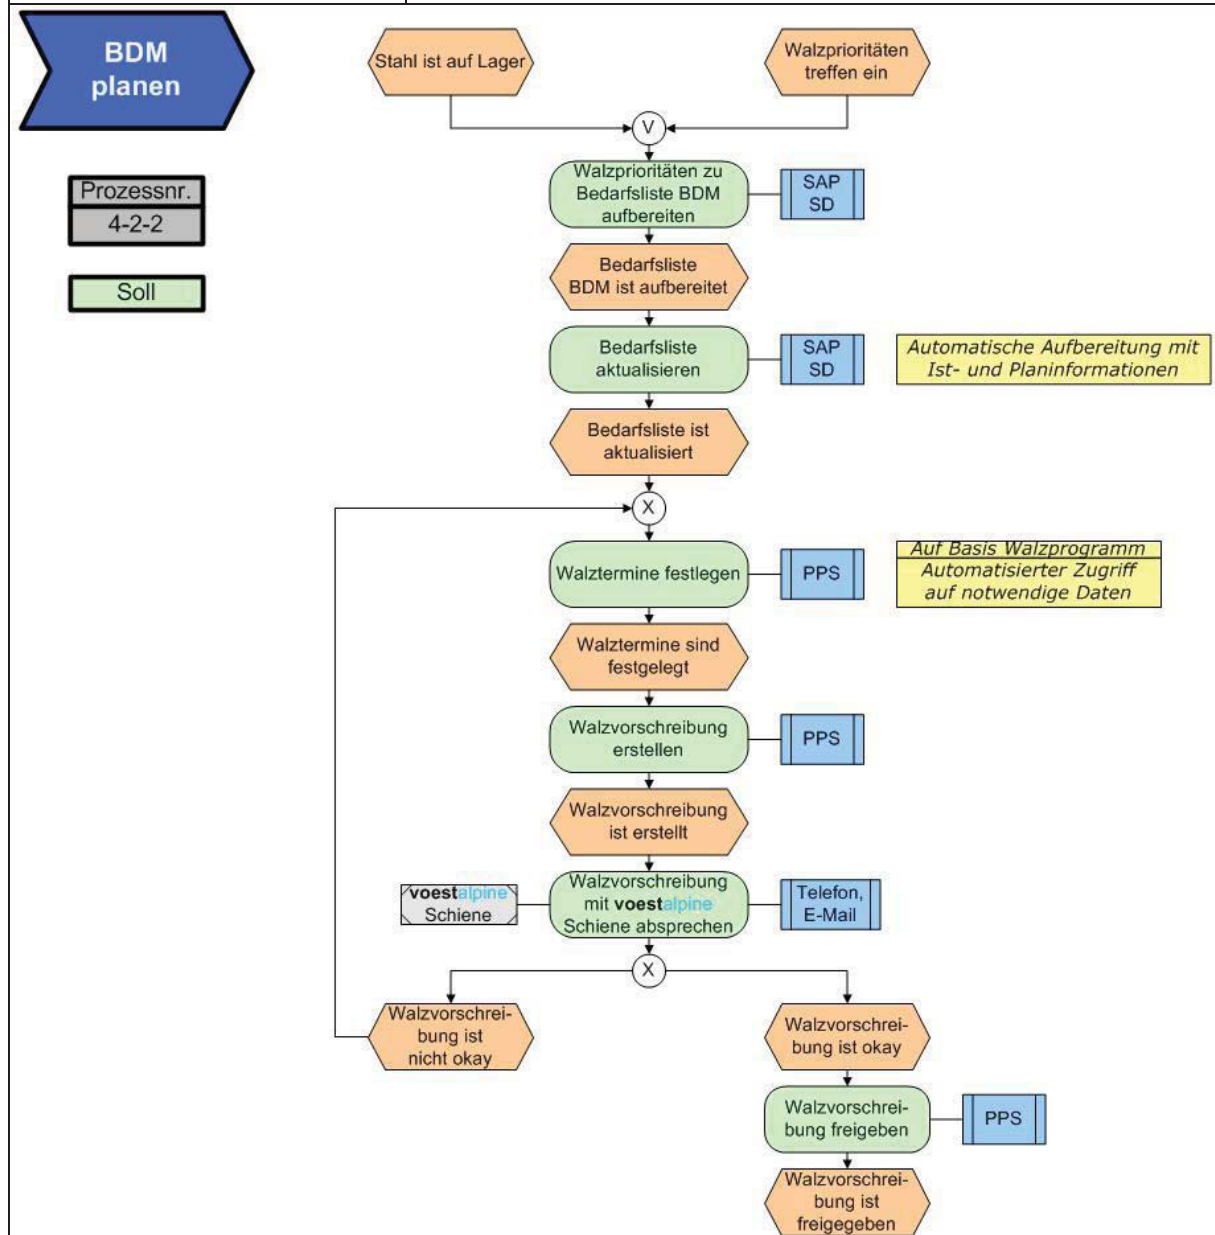 BDM
planen
Prozessnr.
4-2-2
Soll
Stahl ist auf Lager
Walzprioritäten
treffen ein
V
Walzprioritäten zu
Bedarfsliste BDM
aufbereiten
SAP
SD
Bedarfsliste
BDM ist aufbereitet
Bedarfsliste
aktualisieren
SAP
SD
Automatische Aufbereitung mit
Ist- und Planinformationen
Bedarfsliste ist
aktualisiert
X
Walztermine festlegen
PPS
Auf Basis Walzprogramm
Automatisierter Zugriff
auf notwendige Daten
Walztermine sind
festgelegt
Walzvorschreibung
erstellen
PPS
Walzvorschreibung
ist erstellt
voestalpine
Schiene
Walzvorschreibung
mit voestalpine
Schiene absprechen
Telefon,
E-Mail
X
Walzvorschrei-
bung ist
nicht okay
Walzvorschrei-
bung ist okay
Walzvorschrei-
bung freigeben
PPS
Walzvorschrei-
bung ist
freigegeben